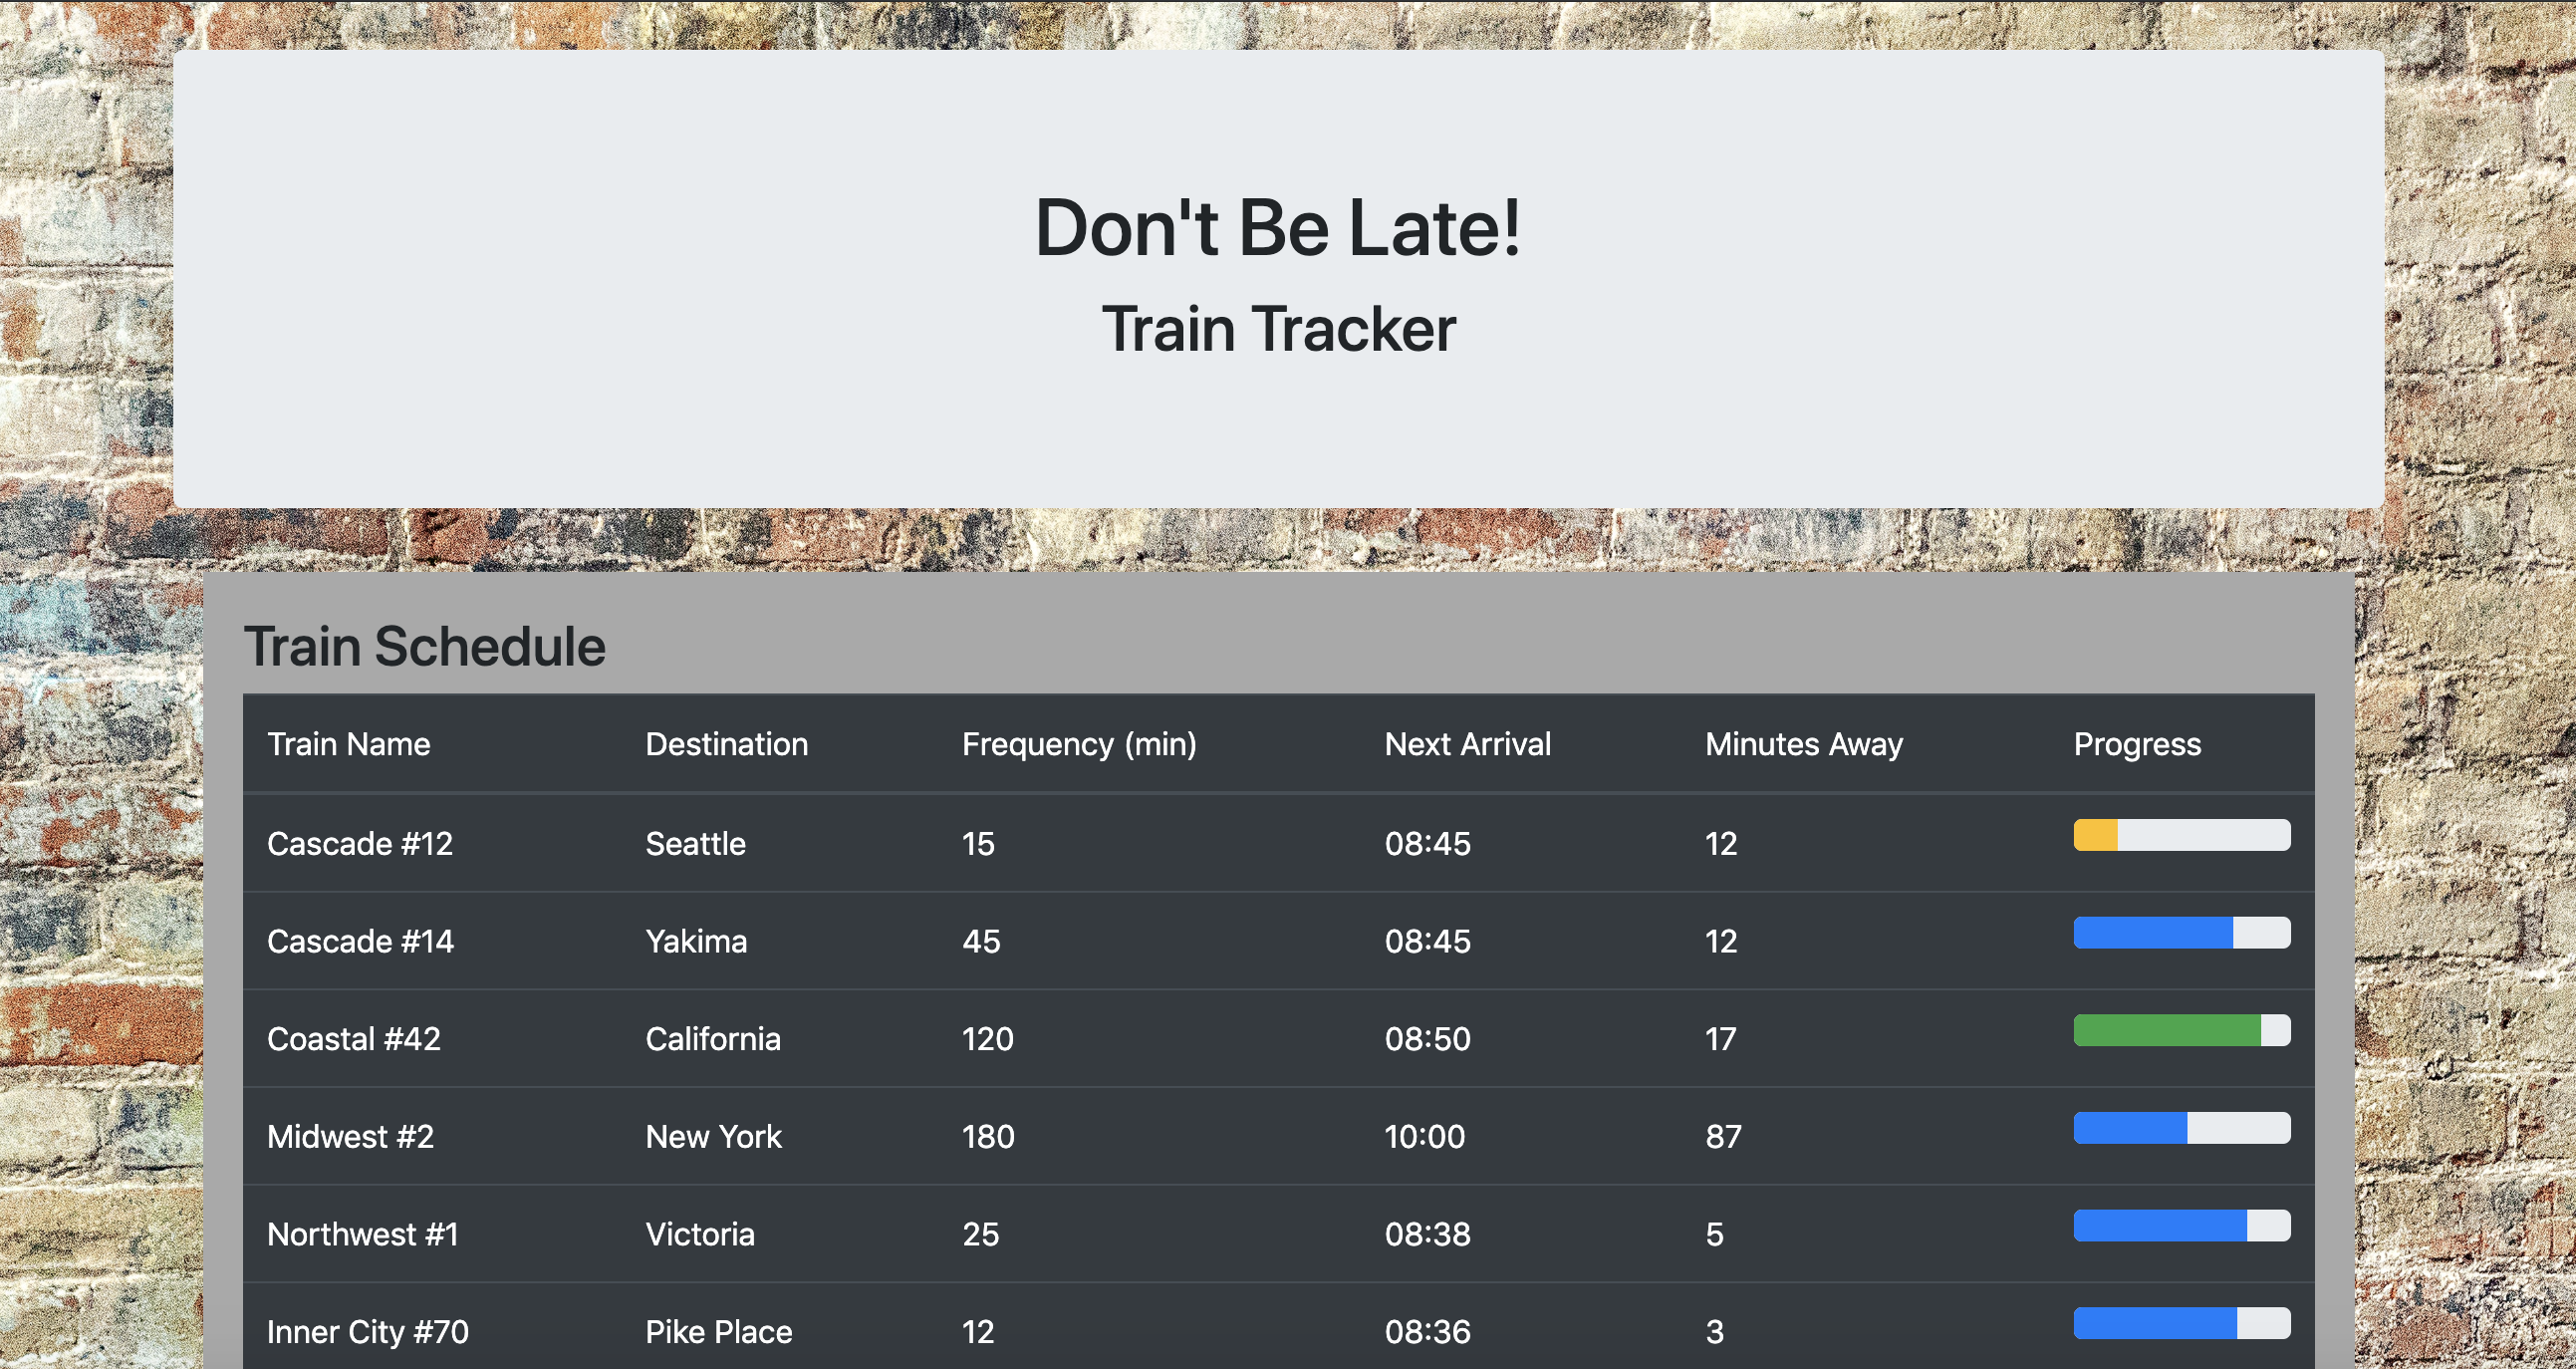 Don't Be Late!
Train Tracker
Train Schedule
Train Name Destination Frequency (min) Next Arrival Minutes Away Progress
Cascade #12 Seattle 15 08:45 12
Cascade #14 Yakima 45 08:45 12
Coastal #42 California 120 08:50 17
Midwest #2 New York 180 10:00 87
Northwest #1 Victoria 25 08:38 5
Inner City #70 Pike Place 12 08:36 3